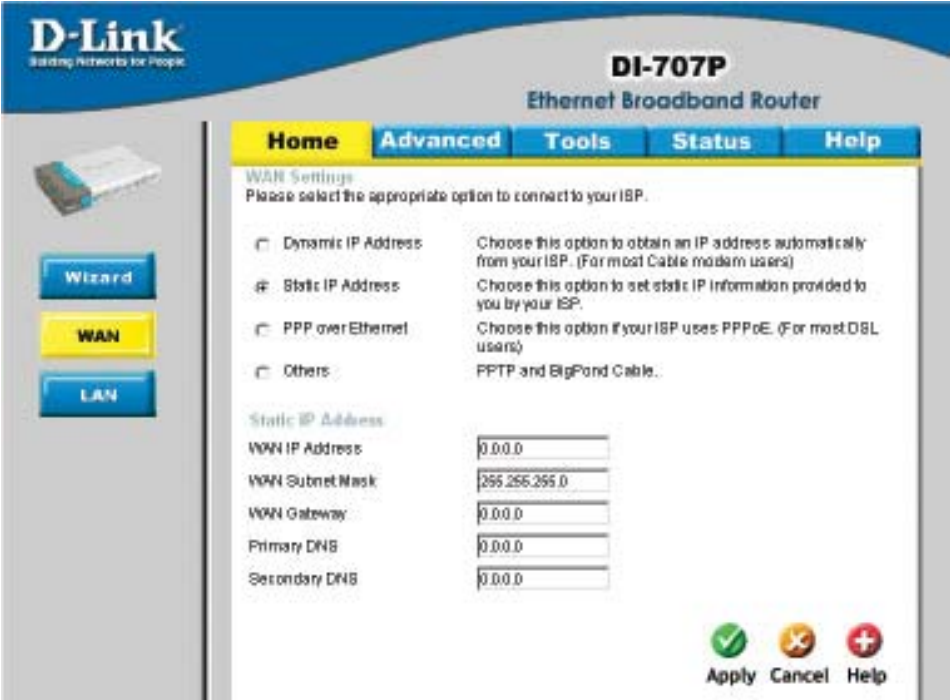 D-Link
Building Networks for People
DI-707P
Ethernet Broadband Router
Home
Advanced
Tools
Status
Help
Wizard
WAN
LAN
WAN Settings
Please select the appropriate option to connect to your ISP.
Dynamic IP Address
Choose this option to obtain an IP address automatically
from your ISP. (For most Cable modem users)
Static IP Address
Choose this option to set static IP information provided to
you by your ISP.
PPP over Ethernet
Choose this option if your ISP uses PPPoE. (For most DSL
users)
Others
PPTP and BigPond Cable.
Static IP Address
WAN IP Address
0.0.0.0
WAN Subnet Mask
255.255.255.0
WAN Gateway
0.0.0.0
Primary DNS
0.0.0.0
Secondary DNS
0.0.0.0
Apply
Cancel
Help